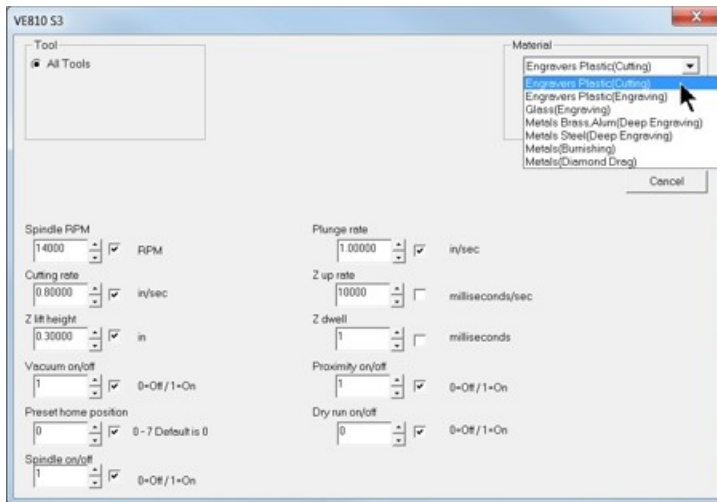 VE810 S3
Tool
All Tools
Material
Engravers Plastic(Cutting)
Engravers Plastic(Cutting)
Engravers Plastic(Engraving)
Glass(Engraving)
Metals Brass,Alum(Deep Engraving)
Metals Steel(Deep Engraving)
Metals(Burnishing)
Metals(Diamond Drag)
Cancel
Spindle RPM
14000 RPM
Plunge rate
1.00000 in/sec
Cutting rate
0.80000 in/sec
Z up rate
10000 milliseconds/sec
Z lift height
0.30000 in
Z dwell
1 milliseconds
Vacuum on/off
1 0=Off / 1=On
Proximity on/off
1 0=Off / 1=On
Preset home position
0 0 - 7 Default is 0
Dry run on/off
0 0=Off / 1=On
Spindle on/off
1 0=Off / 1=On